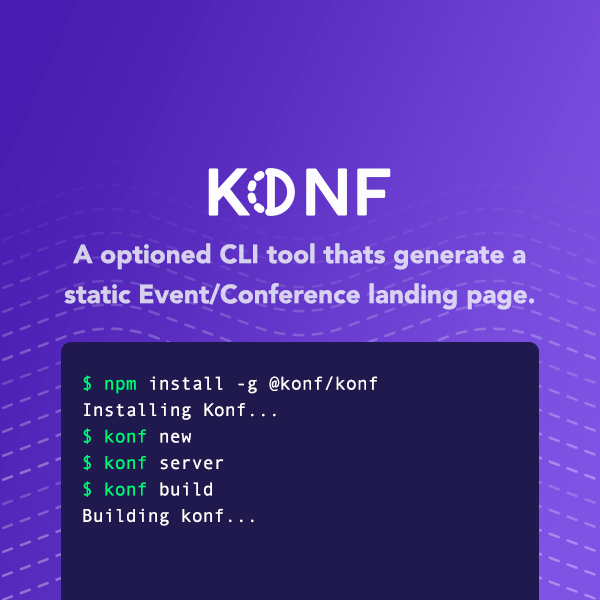 KONF
A optioned CLI tool thats generate a
static Event/Conference landing page.
$ npm install -g @konf/konf
Installing Konf...
$ konf new
$ konf server
$ konf build
Building konf...